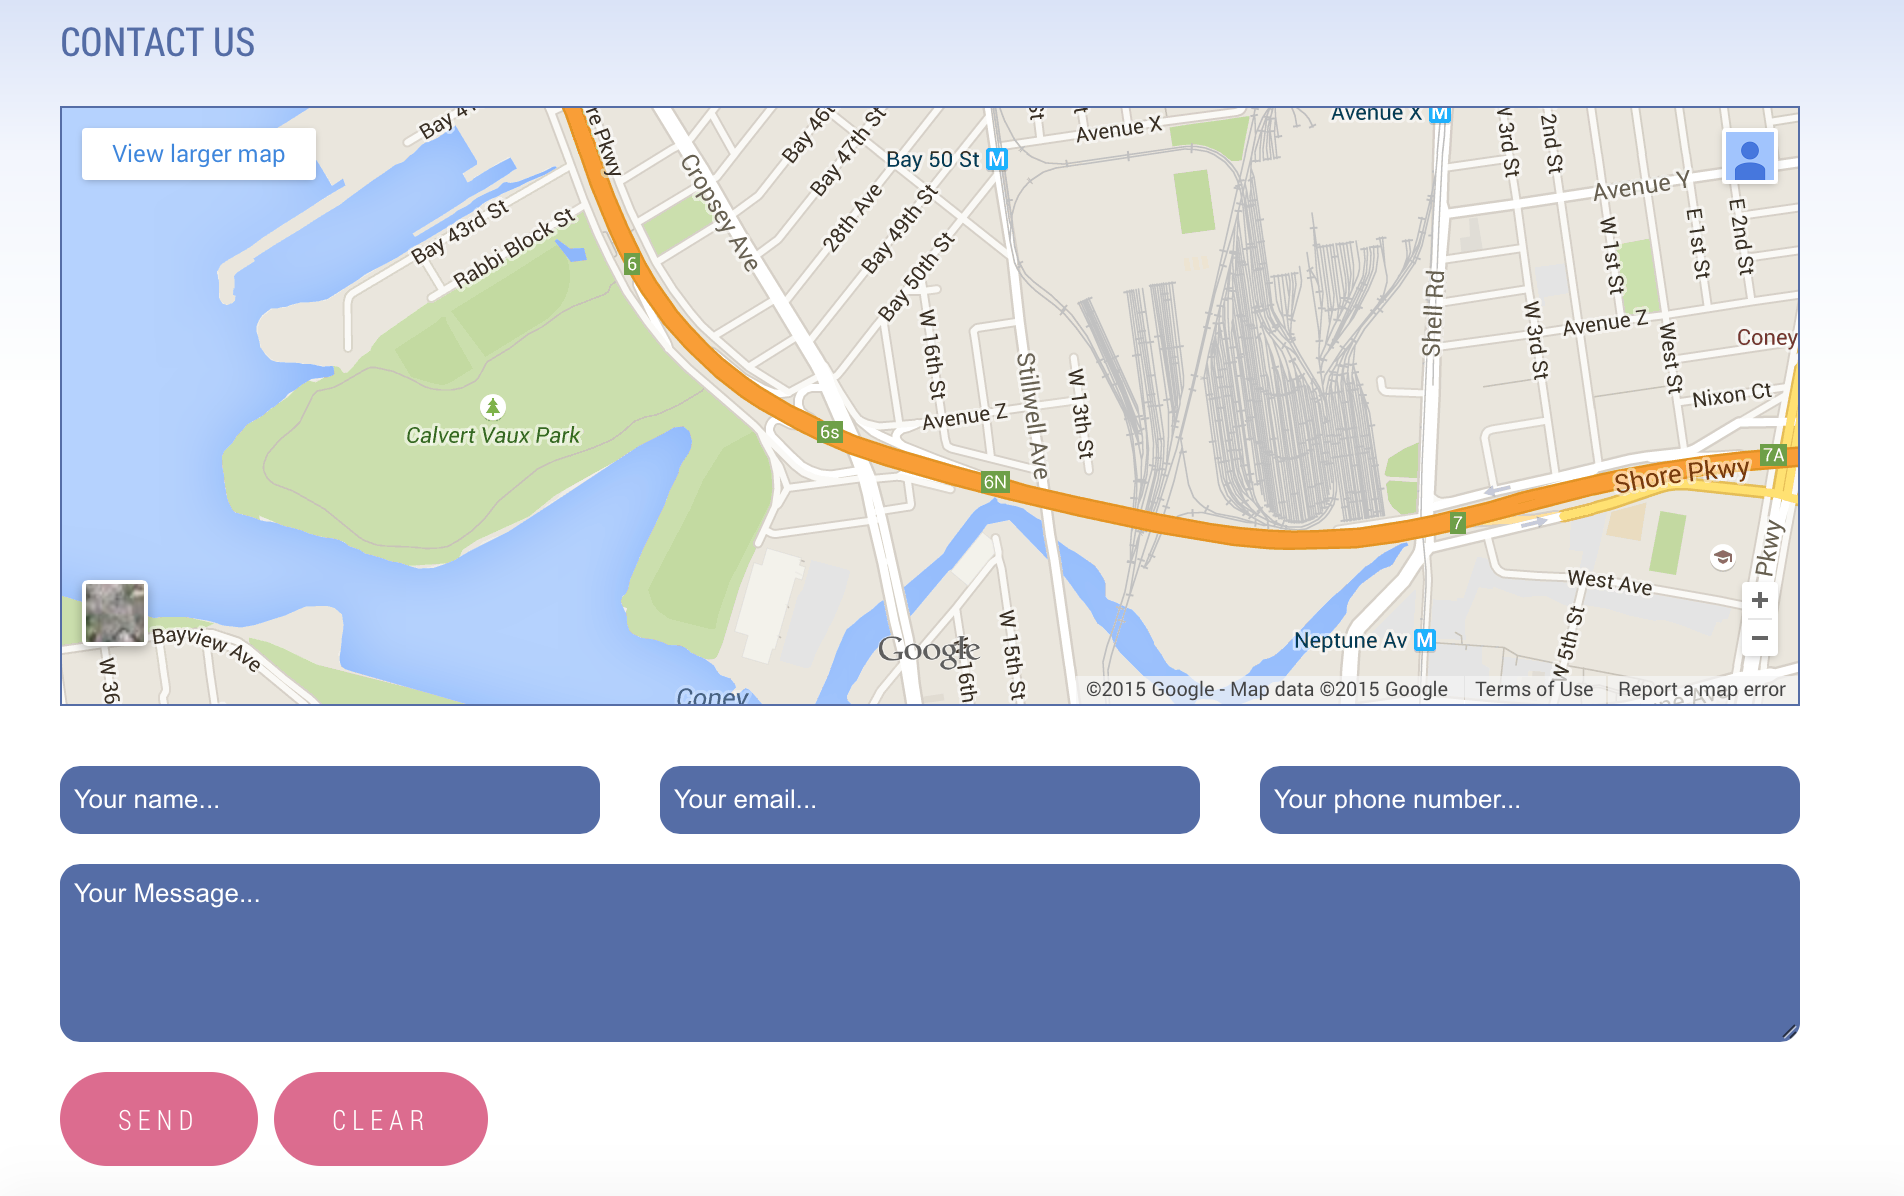 CONTACT US
View larger map
Bay 50 St M
Avenue X
Avenue X M
W 3rd St
2nd St
re Pkwy
Cropsey Ave
Bay 46th
Bay 47th St
28th Ave
Bay 49th St
Bay 50th St
Bay 43rd St
Rabbi Block St
Avenue Y
W 1st St
E 1st St
E 2nd St
6
W 16th St
Stillwell Ave
W 13th St
Shell Rd
W 3rd St
Avenue Z
West St
Coney
Nixon Ct
Calvert Vaux Park
Avenue Z
6s
6N
7A
Shore Pkwy
7
Pkwy
West Ave
W 5th St
Neptune Av M
Bayview Ave
W 36
Coney
Google
16th
W 15th St
+
−
©2015 Google - Map data ©2015 Google
Terms of Use
Report a map error
Your name...
Your email...
Your phone number...
Your Message...
SEND
CLEAR